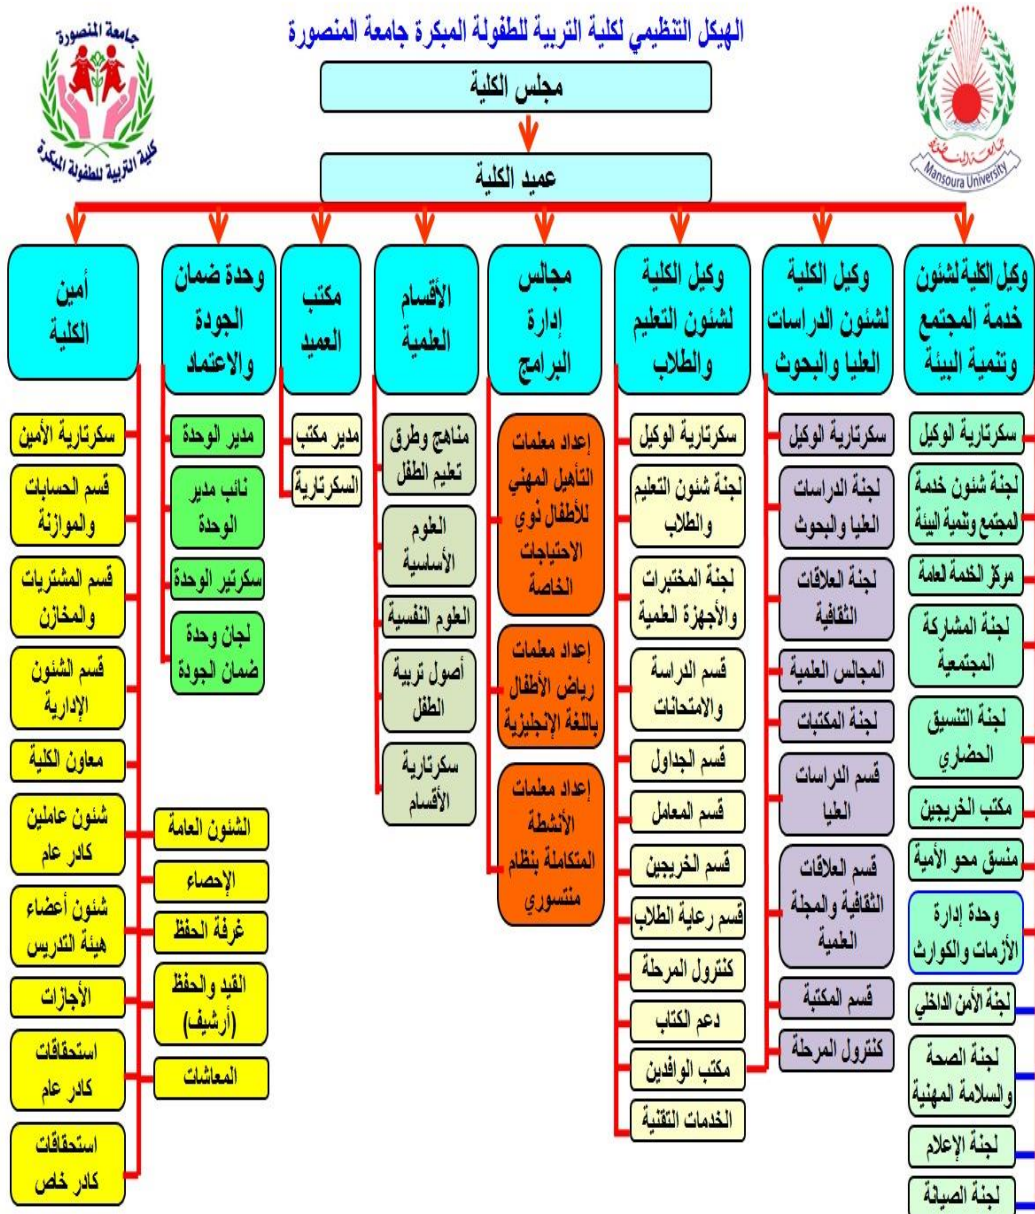 الهيكل التنظيمي لكلية التربية للطفولة المبكرة جامعة المنصورة
جامعة المنصورة
كلية التربية للطفولة المبكرة
جامعة المنصورة
Mansoura University
مجلس الكلية
عميد الكلية
وكيل الكلية لشئون
خدمة المجتمع
وتنمية البيئة
سكرتارية الوكيل
لجنة شئون خدمة
المجتمع وتنمية البيئة
مركز الخدمة العامة
لجنة المشاركة
المجتمعية
لجنة التنسيق
الحضاري
مكتب الخريجين
منسق محو الأمية
وحدة إدارة
الأزمات والكوارث
لجنة الأمن الداخلي
لجنة الصحة
والسلامة المهنية
لجنة الإعلام
لجنة الصيانة
وكيل الكلية
لشئون الدراسات
العليا والبحوث
سكرتارية الوكيل
لجنة الدراسات
العليا والبحوث
لجنة العلاقات
الثقافية
المجالس العلمية
لجنة المكتبات
قسم الدراسات
العليا
قسم العلاقات
الثقافية والمجلة
العلمية
قسم المكتبة
كنترول المرحلة
وكيل الكلية
لشئون التعليم
والطلاب
سكرتارية الوكيل
لجنة شئون التعليم
والطلاب
لجنة المختبرات
والأجهزة العلمية
قسم الدراسة
والامتحانات
قسم الجداول
قسم المعامل
قسم الخريجين
قسم رعاية الطلاب
كنترول المرحلة
دعم الكتاب
مكتب الوافدين
الخدمات التقنية
مجالس
إدارة
البرامج
إعداد معلمات
التأهيل المهني
للأطفال ذوي
الاحتياجات
الخاصة
إعداد معلمات
رياض الأطفال
باللغة الإنجليزية
إعداد معلمات
الأنشطة
المتكاملة بنظام
منتسوري
الأقسام
العلمية
مناهج وطرق
تعليم الطفل
العلوم
الأساسية
العلوم النفسية
أصول تربية
الطفل
سكرتارية
الأقسام
مكتب
العميد
مدير مكتب
السكرتارية
وحدة ضمان
الجودة
والاعتماد
مدير الوحدة
نائب مدير
الوحدة
سكرتير الوحدة
لجان وحدة
ضمان الجودة
أمين
الكلية
سكرتارية الأمين
قسم الحسابات
والموازنة
قسم المشتريات
والمخازن
قسم الشئون
الإدارية
معاون الكلية
شئون عاملين
كادر عام
شئون أعضاء
هيئة التدريس
الأجازات
استحقاقات
كادر عام
استحقاقات
كادر خاص
الشئون العامة
الإحصاء
غرفة الحفظ
القيد والحفظ
(أرشيف)
المعاشات